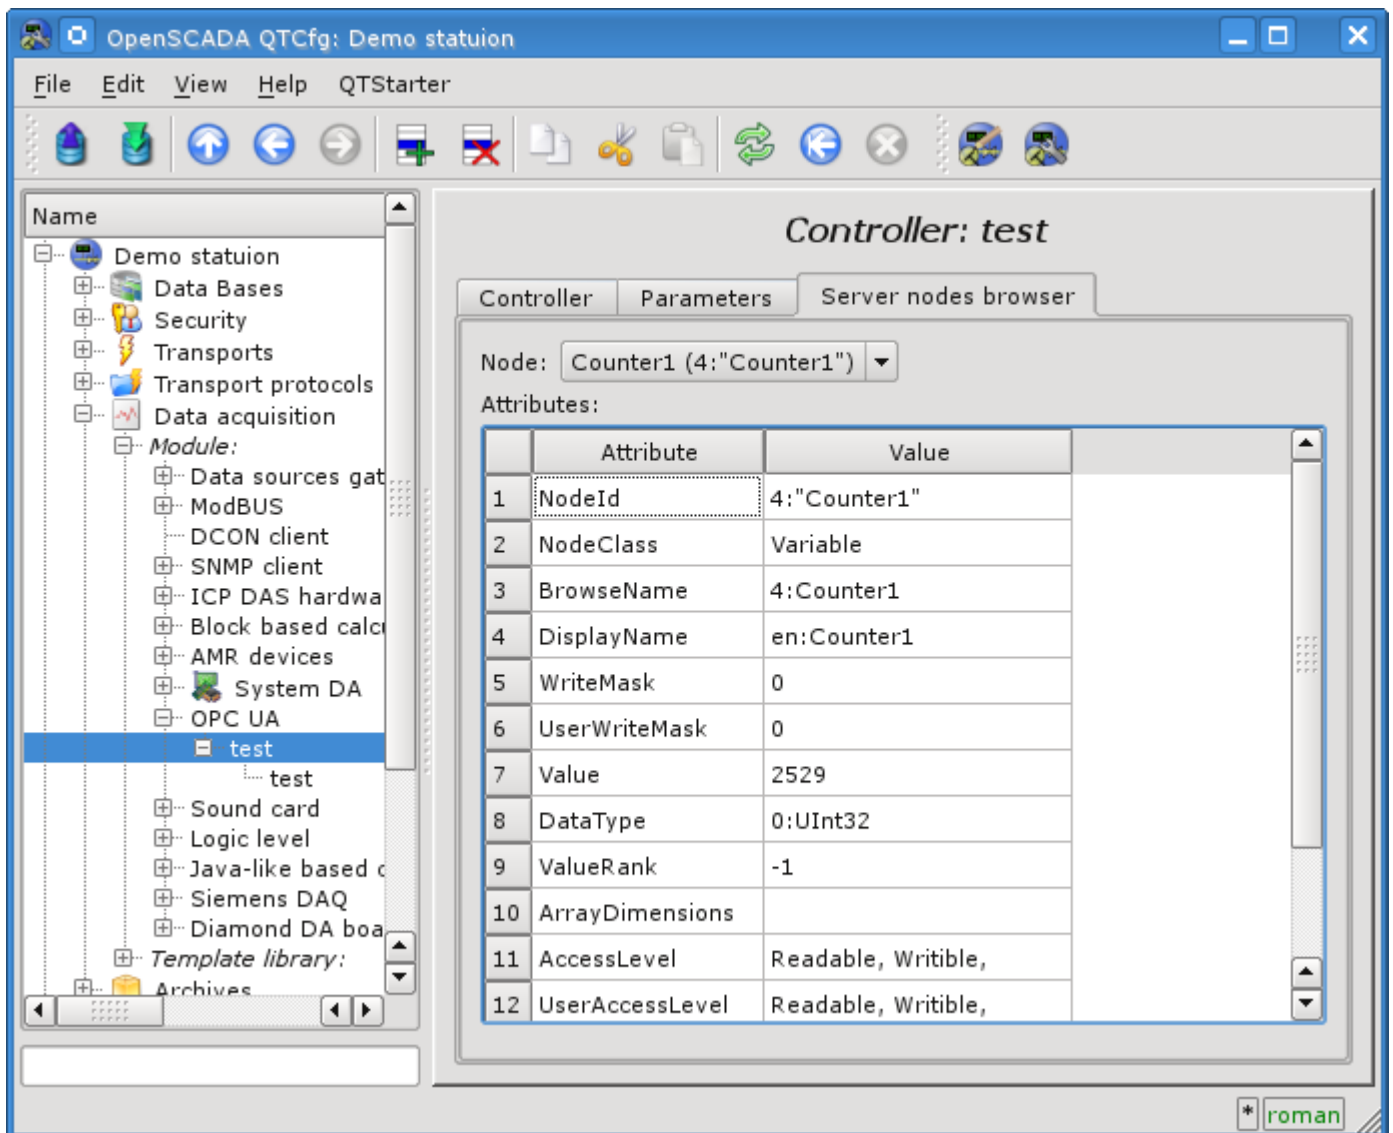 OpenSCADA QTCfg: Demo statuion
File Edit View Help QTStarter
Name
Demo statuion
Data Bases
Security
Transports
Transport protocols
Data acquisition
Module:
Data sources gat
ModBUS
DCON client
SNMP client
ICP DAS hardwa
Block based calcu
AMR devices
System DA
OPC UA
test
test
Sound card
Logic level
Java-like based c
Siemens DAQ
Diamond DA boa
Template library:
Archives
Controller: test
Controller Parameters Server nodes browser
Node: Counter1 (4:"Counter1")
Attributes:
Attribute Value
1 NodeId 4:"Counter1"
2 NodeClass Variable
3 BrowseName 4:Counter1
4 DisplayName en:Counter1
5 WriteMask 0
6 UserWriteMask 0
7 Value 2529
8 DataType 0:UInt32
9 ValueRank -1
10 ArrayDimensions
11 AccessLevel Readable, Writible,
12 UserAccessLevel Readable, Writible,
* roman